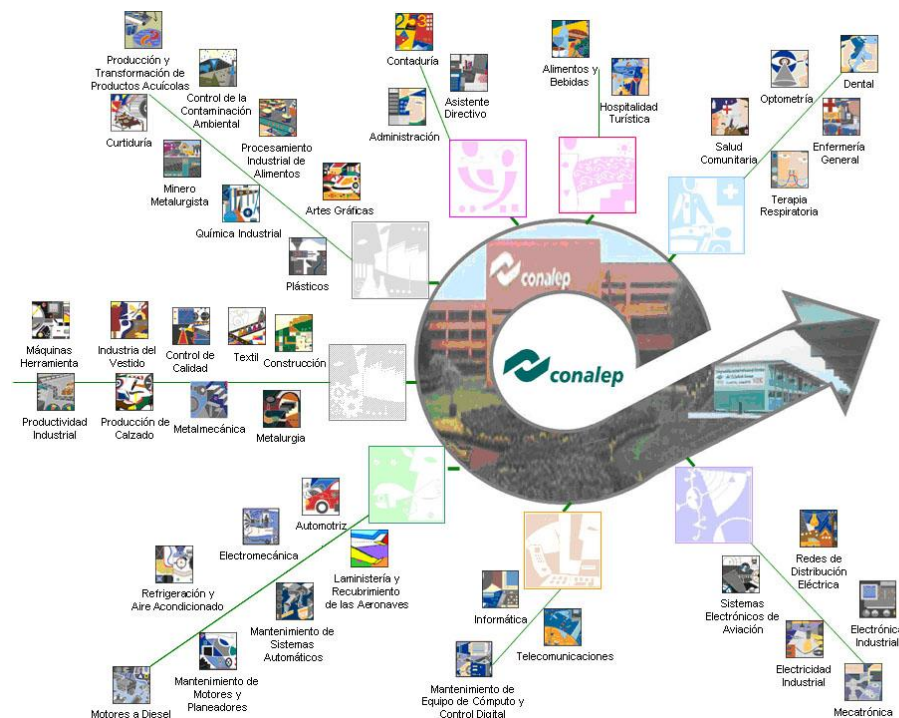 Producción y
Transformación de
Productos Acuícolas
Control de la
Contaminación
Ambiental
Curtiduría
Procesamiento
Industrial de
Alimentos
Minero
Metalurgista
Artes Gráficas
Química Industrial
Plásticos
Contaduría
Asistente
Directivo
Administración
Alimentos y
Bebidas
Hospitalidad
Turística
Optometría
Dental
Salud
Comunitaria
Enfermería
General
Terapia
Respiratoria
conalep
conalep
Máquinas
Herramienta
Industria del
Vestido
Control de
Calidad
Textil
Construcción
Productividad
Industrial
Producción de
Calzado
Metalmecánica
Metalurgia
Automotriz
Electromecánica
Refrigeración y
Aire Acondicionado
Laministería y
Recubrimiento
de las Aeronaves
Mantenimiento de
Sistemas
Automáticos
Mantenimiento de
Motores y
Planeadores
Motores a Diesel
Informática
Telecomunicaciones
Mantenimiento de
Equipo de Cómputo y
Control Digital
Redes de
Distribución
Eléctrica
Sistemas
Electrónicos de
Aviación
Electrónica
Industrial
Electricidad
Industrial
Mecatrónica